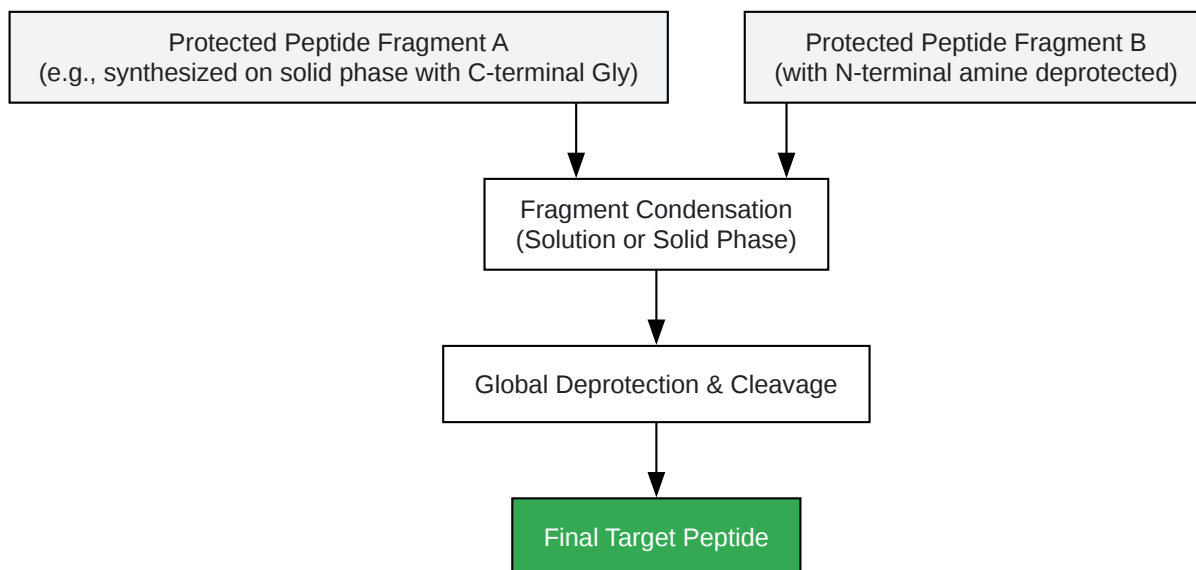 Protected Peptide Fragment A
(e.g., synthesized on solid phase with C-terminal Gly)
Protected Peptide Fragment B
(with N-terminal amine deprotected)
Fragment Condensation
(Solution or Solid Phase)
Global Deprotection & Cleavage
Final Target Peptide